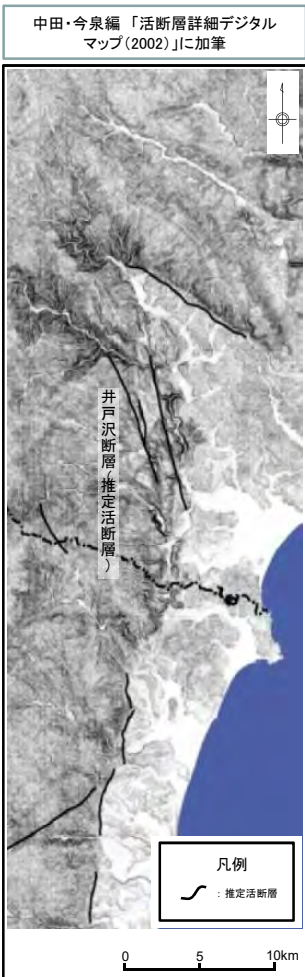 中田・今泉編 「活断層詳細デジタル
マップ(2002)」に加筆
井戸沢断層(推定活断層)
凡例
：推定活断層
0 5 10km